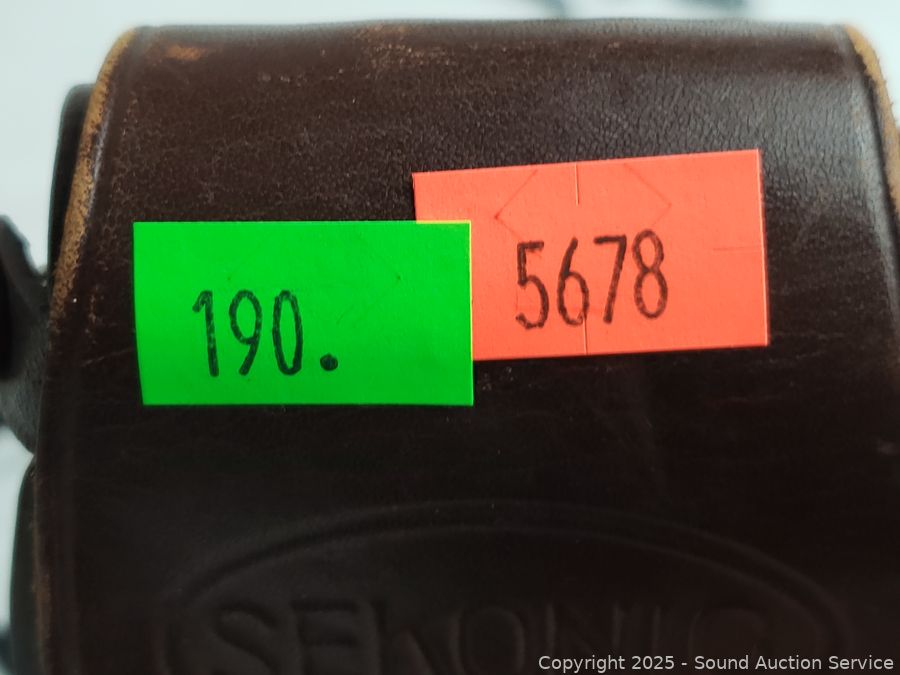 5678
190.
SEKONIC
Copyright 2025 - Sound Auction Service